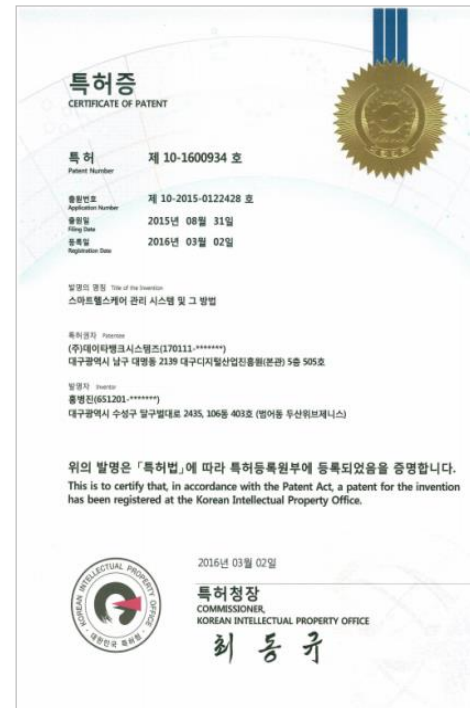 특허증
CERTIFICATE OF PATENT
특 허 제 10-1600934 호
Patent Number
출원번호 제 10-2015-0122428 호
Application Number
출원일 2015년 08월 31일
Filing Date
등록일 2016년 03월 02일
Registration Date
발명의 명칭 Title of the Invention
스마트헬스케어 관리 시스템 및 그 방법
특허권자 Patentee
(주)데이타뱅크시스템즈(170111-*******)
대구광역시 남구 대명동 2139 대구디지털산업진흥원(본관) 5층 505호
발명자 Inventor
홍병진(651201-*******)
대구광역시 수성구 달구벌대로 2435, 106동 403호 (범어동 두산위브제니스)
위의 발명은 「특허법」에 따라 특허등록원부에 등록되었음을 증명합니다.
This is to certify that, in accordance with the Patent Act, a patent for the invention
has been registered at the Korean Intellectual Property Office.
2016년 03월 02일
특허청장
COMMISSIONER,
KOREAN INTELLECTUAL PROPERTY OFFICE
최동규
KOREAN INTELLECTUAL PROPERTY OFFICE
대한민국 특허청